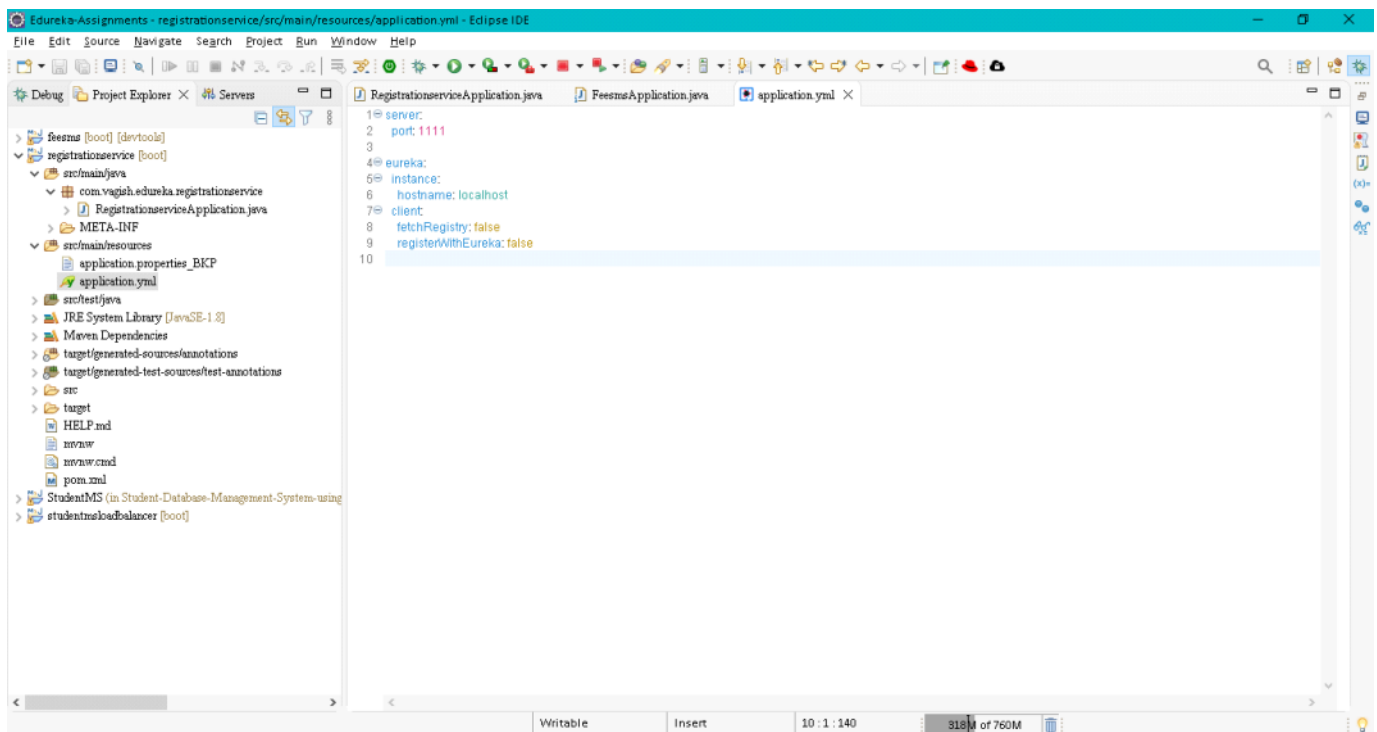 Edureka-Assignments - registrationservice/src/main/resources/application.yml - Eclipse IDE
File Edit Source Navigate Search Project Run Window Help
Debug Project Explorer Servers
RegistrationserviceApplication.java FeesmsApplication.java application.yml
feesms [boot] [devtools]
registrationservice [boot]
src/main/java
com.vagish.edureka.registrationservice
RegistrationserviceApplication.java
META-INF
src/main/resources
application.properties_BKP
application.yml
src/test/java
JRE System Library [JavaSE-1.8]
Maven Dependencies
target/generated-sources/annotations
target/generated-test-sources/test-annotations
src
target
HELP.md
mvnw
mvnw.cmd
pom.xml
StudentMS (in Student-Database-Management-System-using
studentmsloadbalancer [boot]
1 server:
2 port: 1111
3
4 eureka:
5 instance:
6 hostname: localhost
7 client:
8 fetchRegistry: false
9 registerWithEureka: false
10
Writable Insert 10 : 1 : 140 318M of 760M